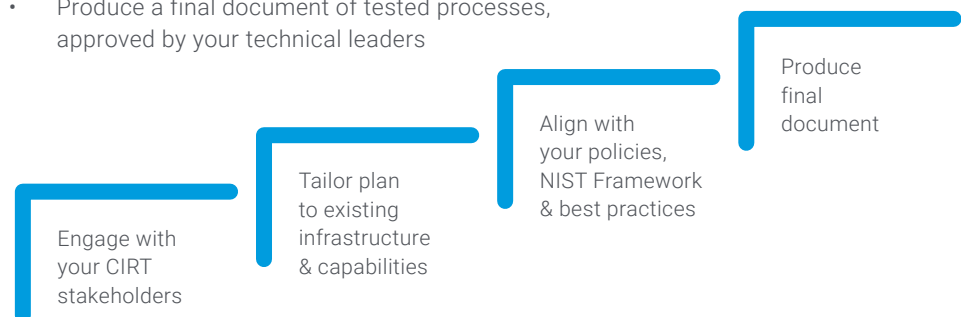 • Produce a final document of tested processes,
approved by your technical leaders
Engage with
your CIRT
stakeholders
Tailor plan
to existing
infrastructure
& capabilities
Align with
your policies,
NIST Framework
& best practices
Produce
final
document